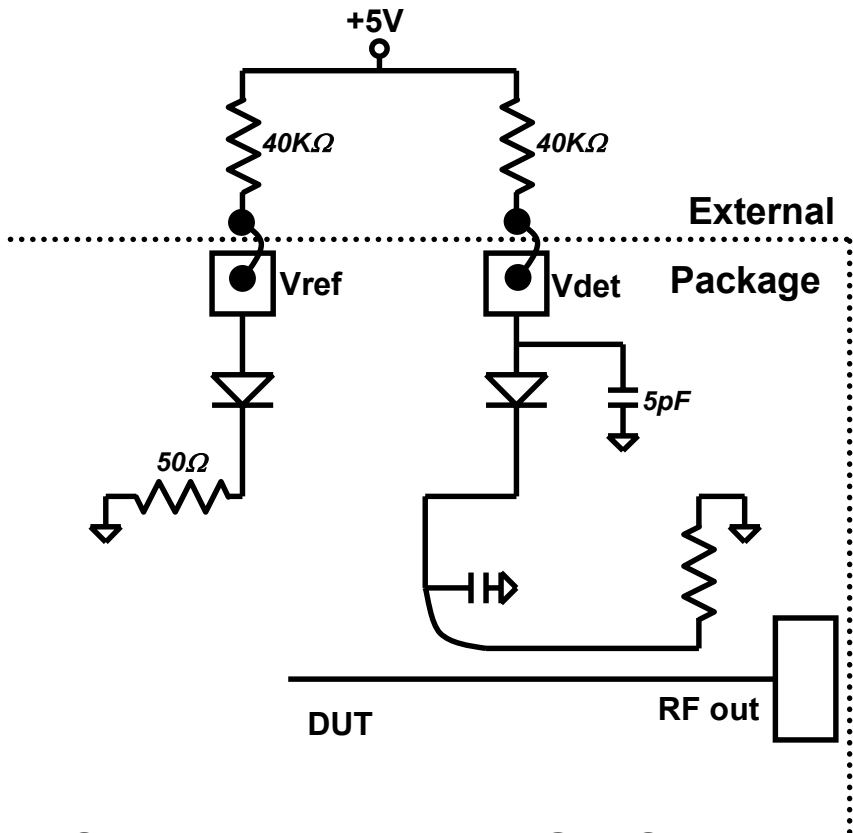 +5V
40KΩ
40KΩ
External
Vref
Vdet
Package
5pF
50Ω
RF out
DUT